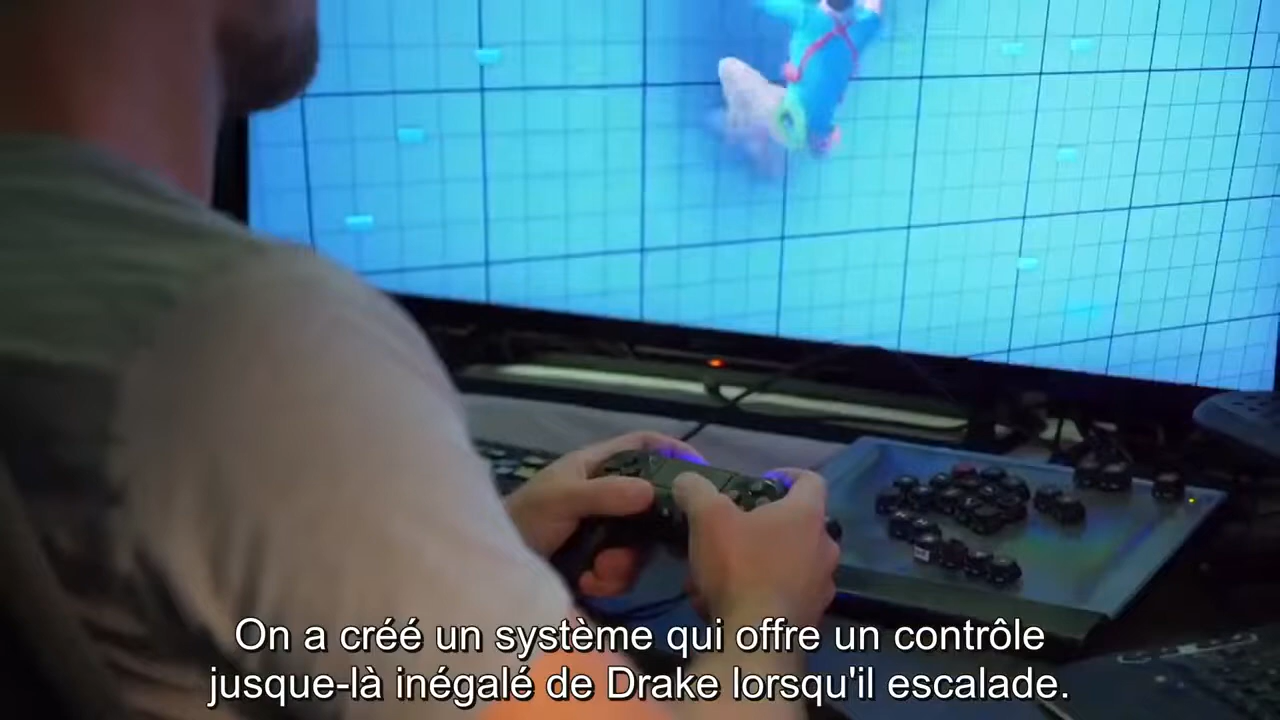 On a créé un système qui offre un contrôle
jusque-là inégalé de Drake lorsqu'il escalade.